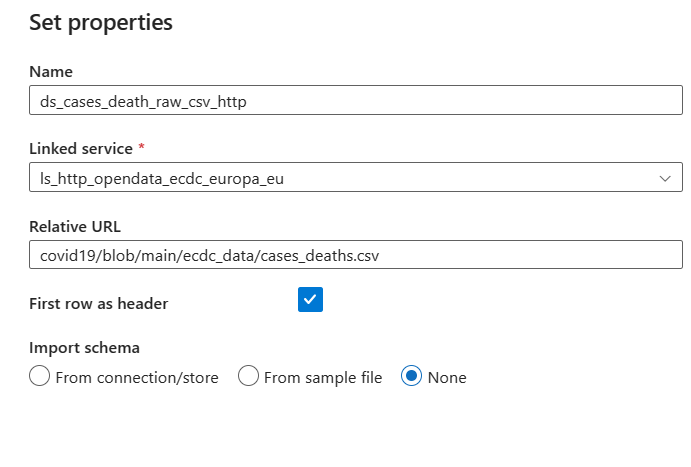 Set properties
Name
ds_cases_death_raw_csv_http
Linked service *
ls_http_opendata_ecdc_europa_eu
Relative URL
covid19/blob/main/ecdc_data/cases_deaths.csv
First row as header
Import schema
From connection/store From sample file None